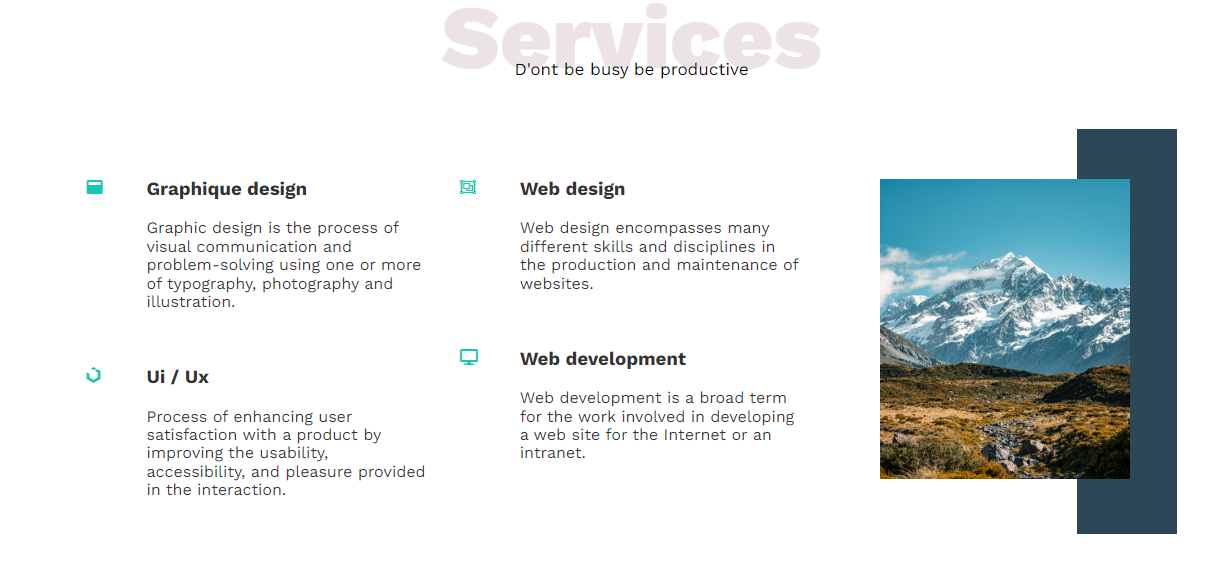 Services
D'ont be busy be productive
Graphique design
Graphic design is the process of
visual communication and
problem-solving using one or more
of typography, photography and
illustration.
Web design
Web design encompasses many
different skills and disciplines in
the production and maintenance of
websites.
Ui / Ux
Process of enhancing user
satisfaction with a product by
improving the usability,
accessibility, and pleasure provided
in the interaction.
Web development
Web development is a broad term
for the work involved in developing
a web site for the Internet or an
intranet.